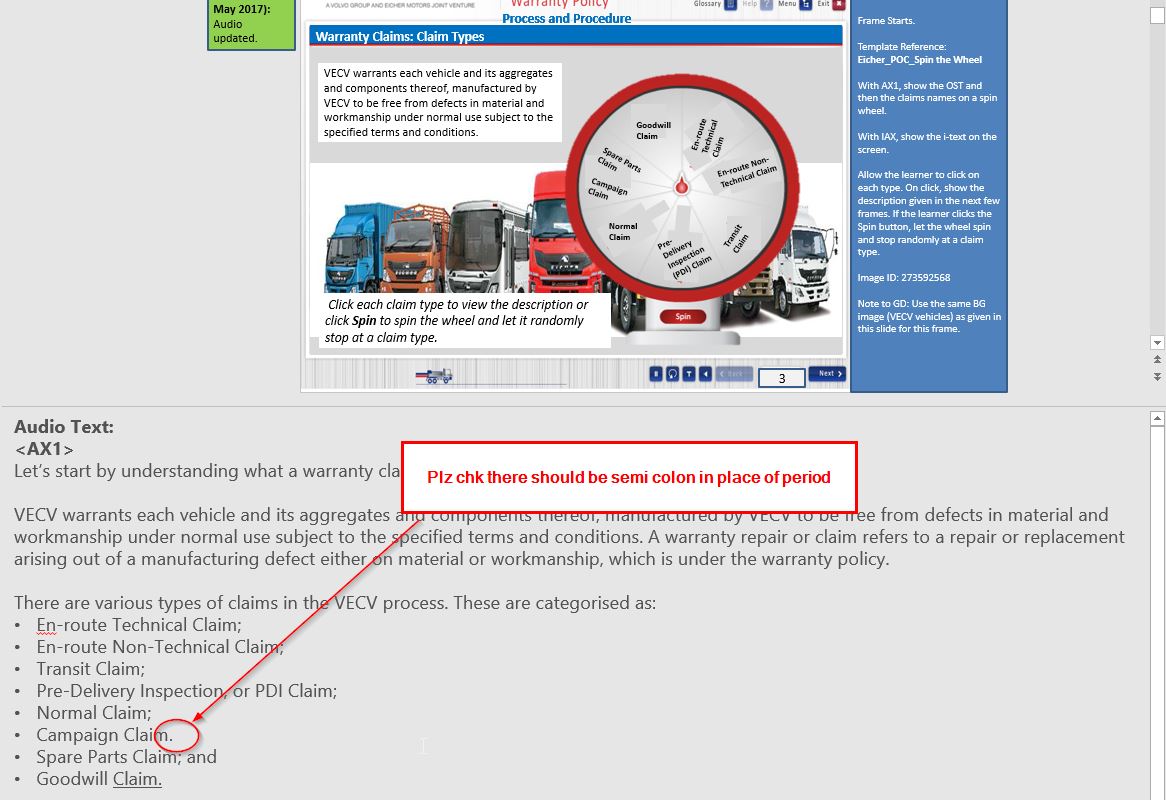 May 2017):
Audio
updated.
A VOLVO GROUP AND EICHER MOTORS JOINT VENTURE
Warranty Policy
Process and Procedure
Glossary
Help
?
Menu
Exit
Warranty Claims: Claim Types
VECV warrants each vehicle and its aggregates
and components thereof, manufactured by
VECV to be free from defects in material and
workmanship under normal use subject to the
specified terms and conditions.
Goodwill
Claim
En-route
Technical
Claim
En-route Non-
Technical Claim
Transit
Claim
Pre-
Delivery
Inspection
(PDI) Claim
Normal
Claim
Campaign
Claim
Spare Parts
Claim
Spin
Click each claim type to view the description or
click Spin to spin the wheel and let it randomly
stop at a claim type.
T
Back
3
Next
Frame Starts.
Template Reference:
Eicher_POC_Spin the Wheel
With AX1, show the OST and
then the claims names on a spin
wheel.
With IAX, show the i-text on the
screen.
Allow the learner to click on
each type. On click, show the
description given in the next few
frames. If the learner clicks the
Spin button, let the wheel spin
and stop randomly at a claim
type.
Image ID: 273592568
Note to GD: Use the same BG
image (VECV vehicles) as given in
this slide for this frame.
Audio Text:
<AX1>
Let's start by understanding what a warranty cla
Plz chk there should be semi colon in place of period
VECV warrants each vehicle and its aggregates and components thereof, manufactured by VECV to be free from defects in material and
workmanship under normal use subject to the specified terms and conditions. A warranty repair or claim refers to a repair or replacement
arising out of a manufacturing defect either on material or workmanship, which is under the warranty policy.
There are various types of claims in the VECV process. These are categorised as:
• En-route Technical Claim;
• En-route Non-Technical Claim;
• Transit Claim;
• Pre-Delivery Inspection, or PDI Claim;
• Normal Claim;
• Campaign Claim.
• Spare Parts Claim; and
• Goodwill Claim.